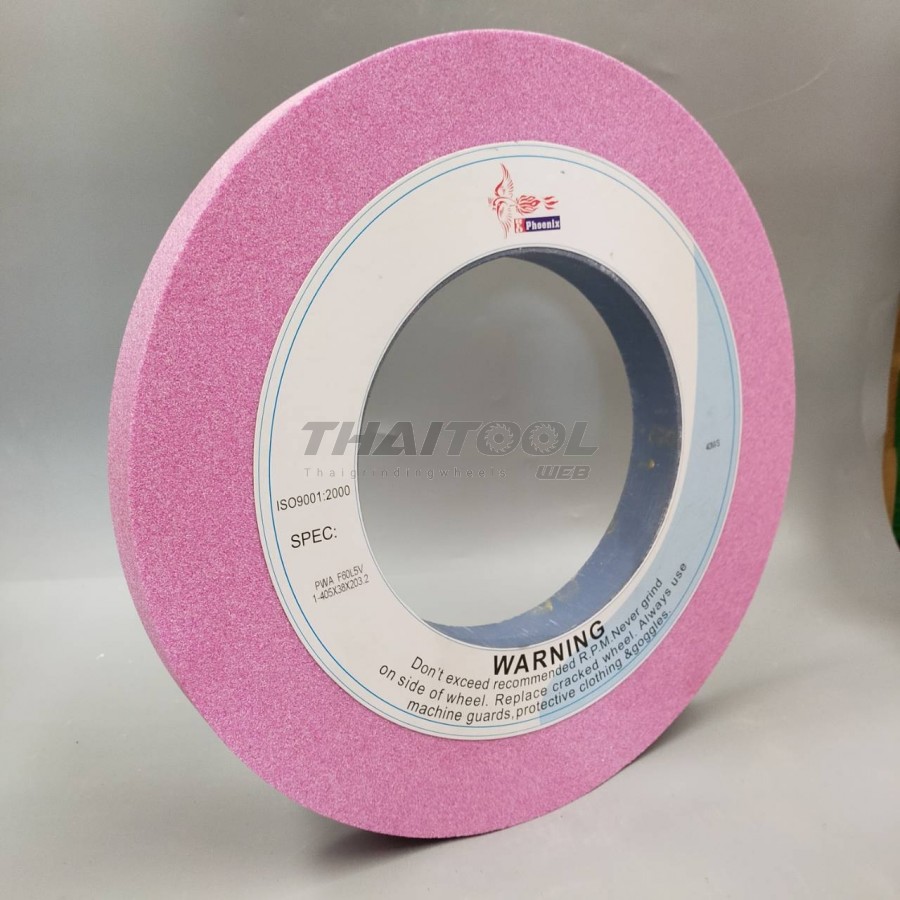 Phoenix
THAITOOL
Thaigrindingwheels WEB
ISO9001:2000
SPEC:
PWA F60L5V
1-405X38X203.2
WARNING
Don't exceed recommended R.P.M.Never grind
on side of wheel. Replace cracked wheel. Always use
machine guards,protective clothing &goggles.